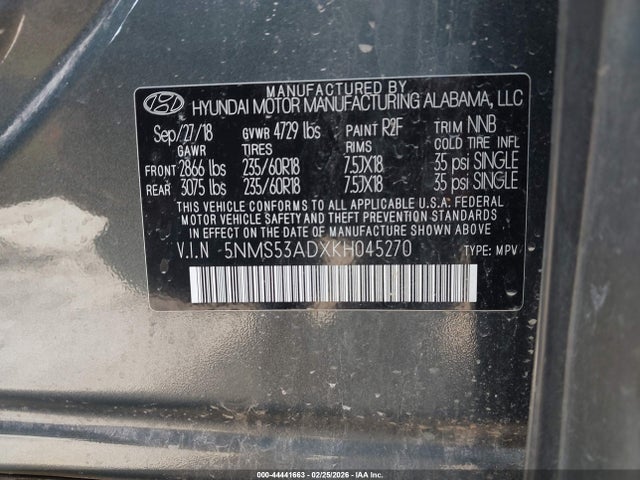 MANUFACTURED BY
HYUNDAI MOTOR MANUFACTURING ALABAMA, LLC
Sep/27/18 GVWR 4729 lbs PAINT R2F TRIM NNB
GAWR TIRES RIMS COLD TIRE INFL
FRONT 2866 lbs 235/60R18 7.5JX18 35 psi SINGLE
REAR 3075 lbs 235/60R18 7.5JX18 35 psi SINGLE
THIS VEHICLE CONFORMS TO ALL APPLICABLE U.S.A. FEDERAL
MOTOR VEHICLE SAFETY, BUMPER, AND
THEFT PREVENTION STANDARDS IN
EFFECT ON THE DATE OF
MANUFACTURE SHOWN ABOVE.
V.I.N 5NMS53ADXKH045270 TYPE: MPV
000-44441663 - 02/25/2026 - IAAI.com